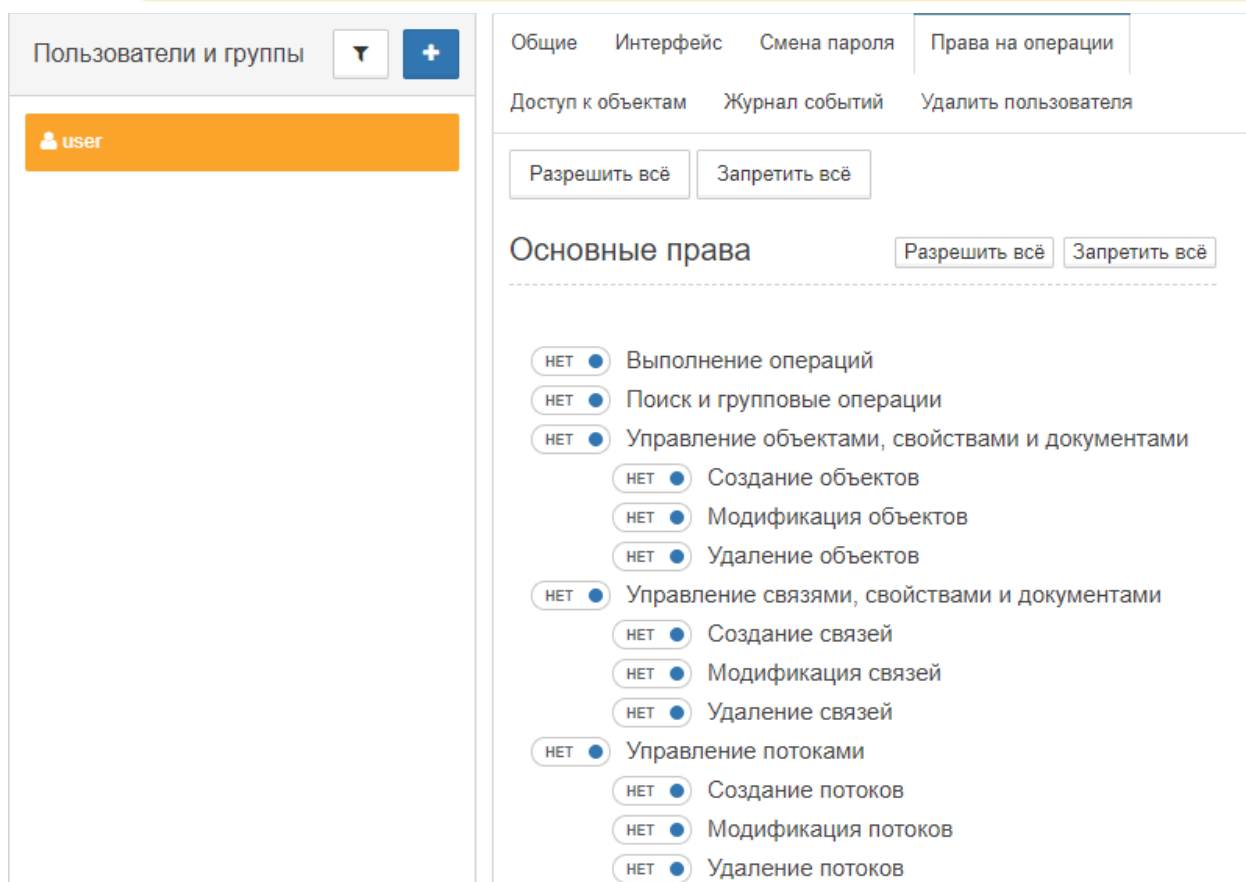 Пользователи и группы
user
Общие Интерфейс Смена пароля Права на операции
Доступ к объектам Журнал событий Удалить пользователя
Разрешить всё Запретить всё
Основные права Разрешить всё Запретить всё
НЕТ Выполнение операций
НЕТ Поиск и групповые операции
НЕТ Управление объектами, свойствами и документами
НЕТ Создание объектов
НЕТ Модификация объектов
НЕТ Удаление объектов
НЕТ Управление связями, свойствами и документами
НЕТ Создание связей
НЕТ Модификация связей
НЕТ Удаление связей
НЕТ Управление потоками
НЕТ Создание потоков
НЕТ Модификация потоков
НЕТ Удаление потоков